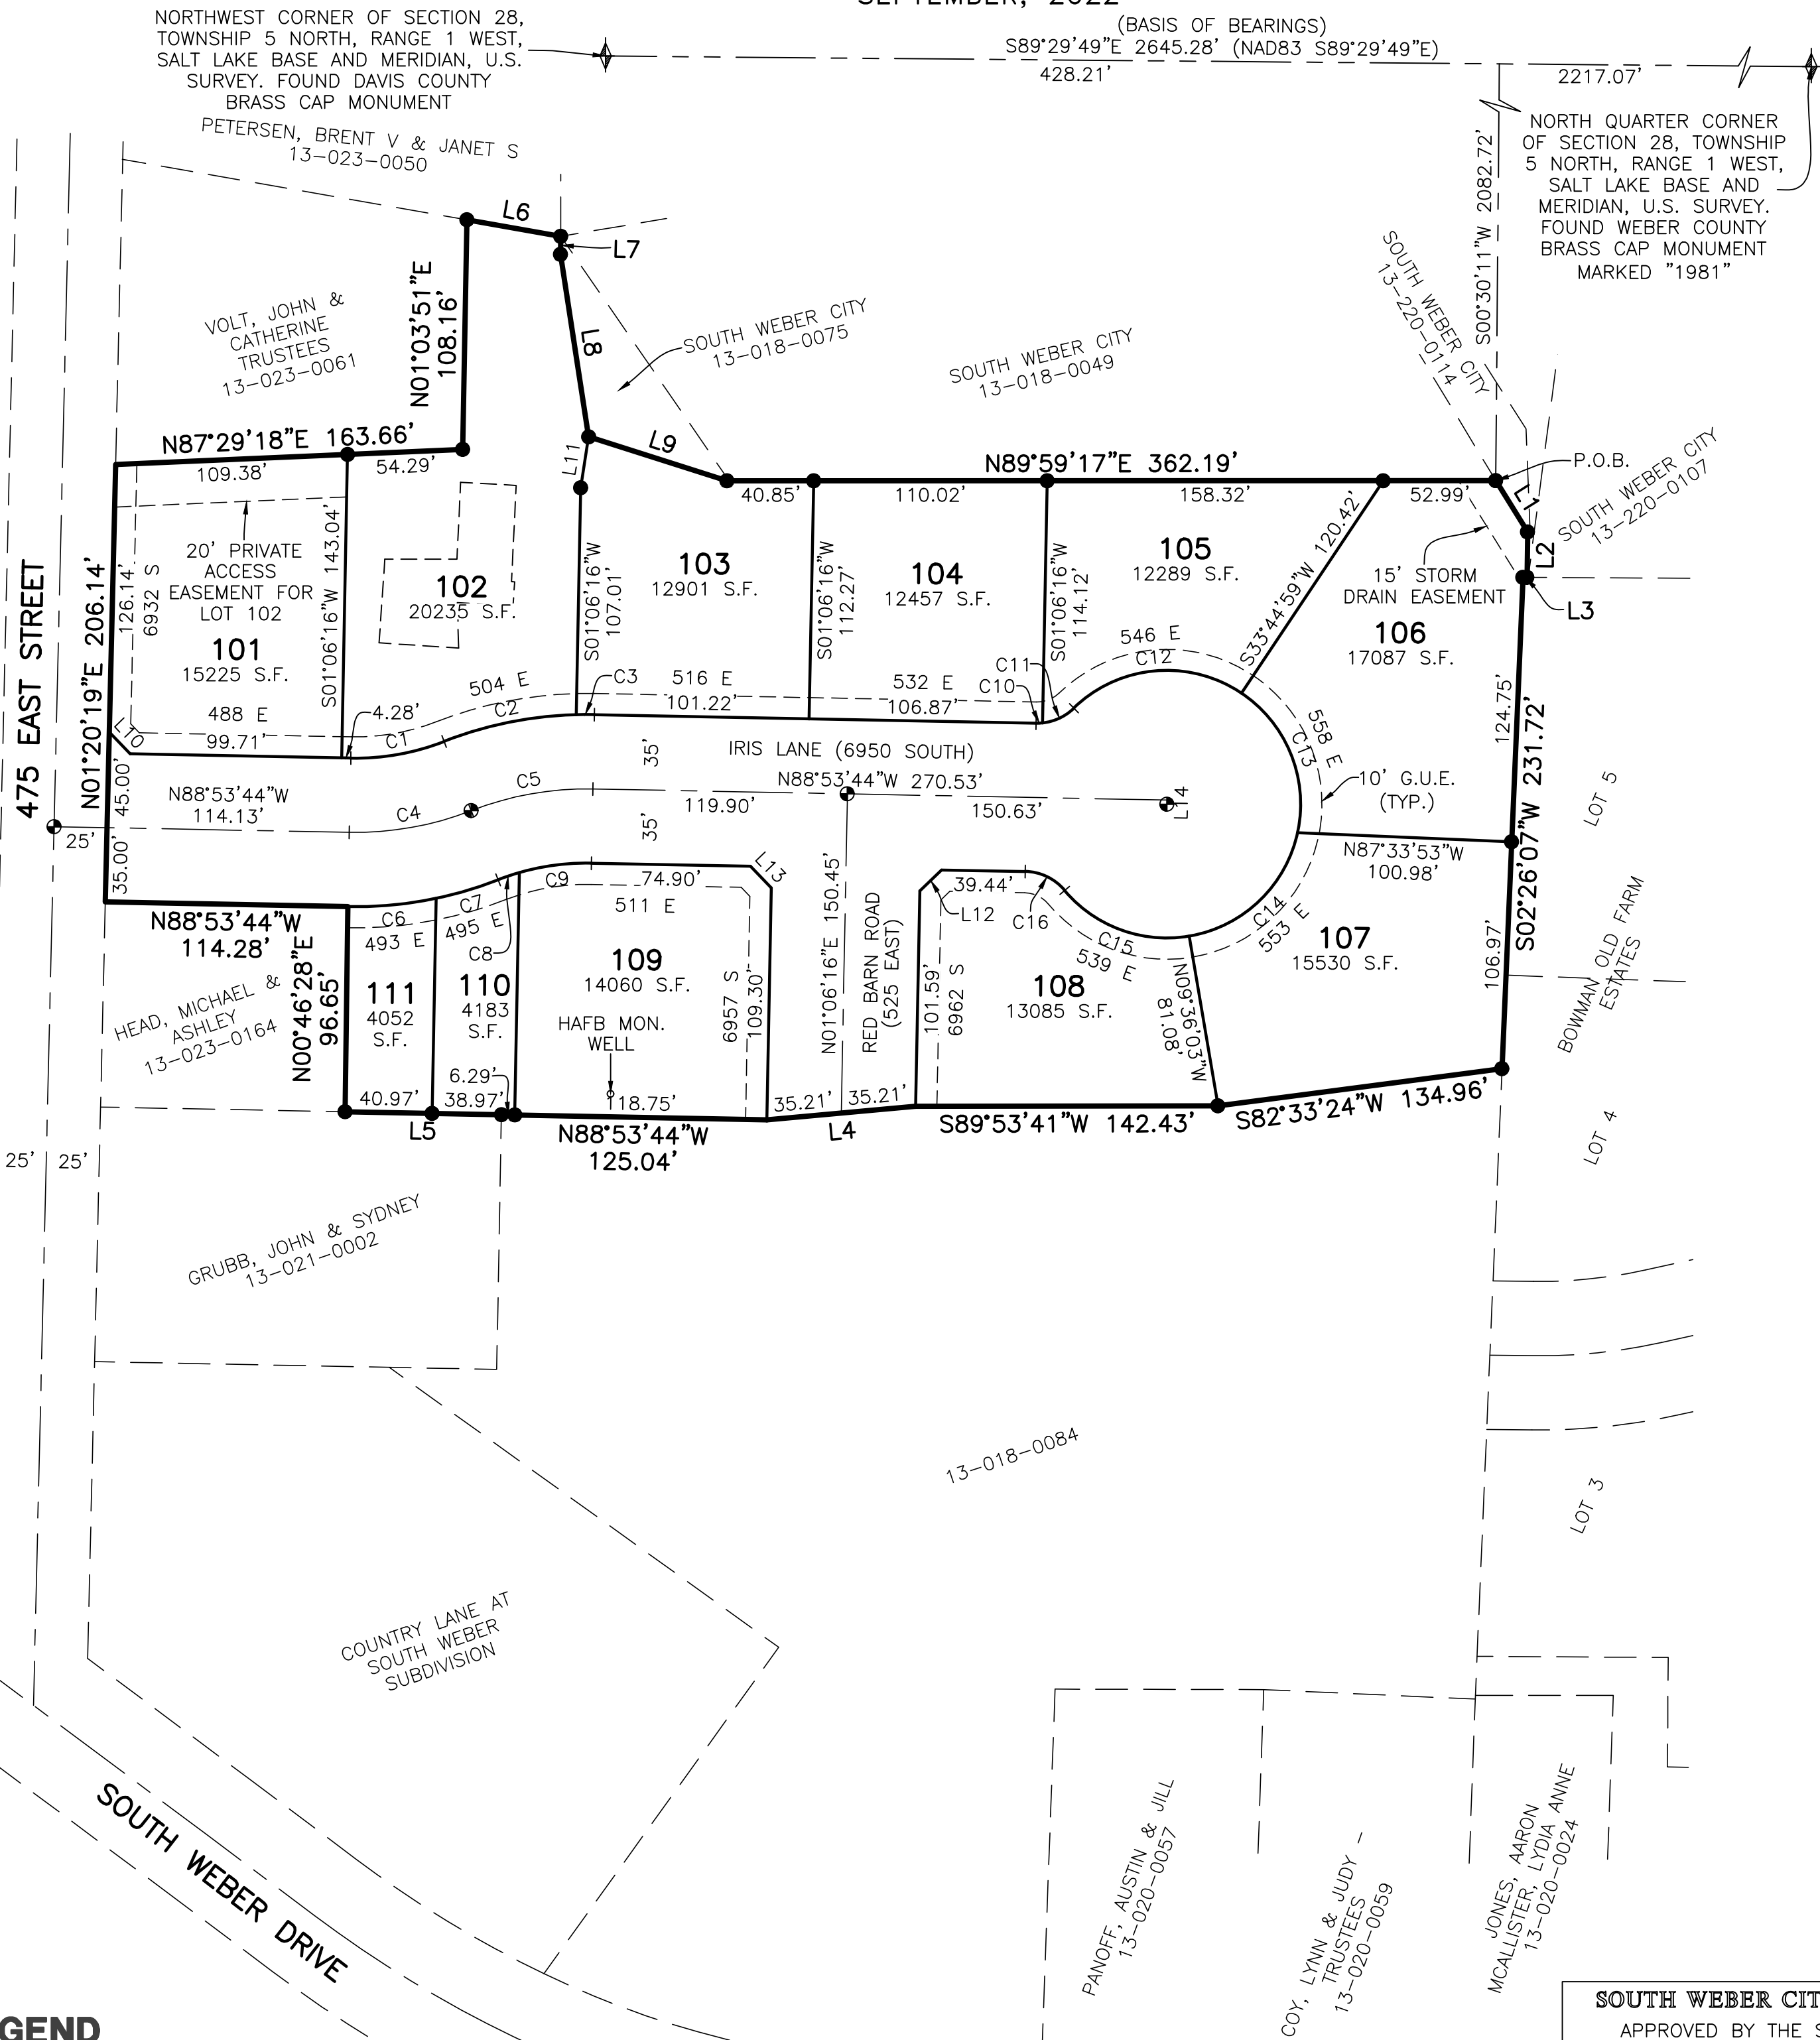 SEPTEMBER, 2022
NORTHWEST CORNER OF SECTION 28,
TOWNSHIP 5 NORTH, RANGE 1 WEST,
SALT LAKE BASE AND MERIDIAN, U.S.
SURVEY. FOUND DAVIS COUNTY
BRASS CAP MONUMENT
(BASIS OF BEARINGS)
S89°29'49"E 2645.28' (NAD83 S89°29'49"E)
428.21'
2217.07'
NORTH QUARTER CORNER
OF SECTION 28, TOWNSHIP
5 NORTH, RANGE 1 WEST,
SALT LAKE BASE AND
MERIDIAN, U.S. SURVEY.
FOUND WEBER COUNTY
BRASS CAP MONUMENT
MARKED "1981"
S00°30'11"W 2082.72'
PETERSEN, BRENT V & JANET S
13-023-0050
L6
L7
N01°03'51"E
108.16'
L8
VOLT, JOHN &
CATHERINE
TRUSTEES
13-023-0061
SOUTH WEBER CITY
13-018-0075
SOUTH WEBER CITY
13-018-0049
SOUTH WEBER CITY
13-220-0114
SOUTH WEBER CITY
13-220-0107
N87°29'18"E 163.66'
109.38'
54.29'
L11
L9
N89°59'17"E 362.19'
40.85'
110.02'
158.32'
52.99'
P.O.B.
L1
L2
L3
475 EAST STREET
N01°20'19"E 206.14'
126.14'
6932 S
20' PRIVATE
ACCESS
EASEMENT FOR
LOT 102
101
15225 S.F.
488 E
99.71'
L10
S01°06'16"W 143.04'
102
20235 S.F.
504 E
4.28'
C1
C2
C3
S01°06'16"W
107.01'
103
12901 S.F.
516 E
101.22'
S01°06'16"W
112.27'
104
12457 S.F.
532 E
106.87'
S01°06'16"W
114.12'
C10
C11
105
12289 S.F.
546 E
C12
S33°44'59"W 120.42'
15' STORM
DRAIN EASEMENT
106
17087 S.F.
558 E
C13
124.75'
S02°26'07"W 231.72'
10' G.U.E.
(TYP.)
LOT 5
IRIS LANE (6950 SOUTH)
35'
N88°53'44"W 270.53'
119.90'
150.63'
35'
L14
C5
C4
N88°53'44"W
114.13'
45.00'
25'
35.00'
N87°33'53"W
100.98'
N88°53'44"W
114.28'
N00°46'28"E
96.65'
HEAD, MICHAEL &
ASHLEY
13-023-0164
C6
493 E
C7
495 E
C8
C9
74.90'
511 E
L13
111
4052
S.F.
40.97'
110
4183
S.F.
6.29'
38.97'
109
14060 S.F.
HAFB MON.
WELL
118.75'
6957 S
109.30'
N01°06'16"E 150.45'
RED BARN ROAD
(525 EAST)
39.44'
L12
C16
101.59'
6962 S
108
13085 S.F.
C15
539 E
N09°36'03"W
81.08'
C14
553 E
107
15530 S.F.
106.97'
BOWMAN OLD FARM
ESTATES
L5
N88°53'44"W
125.04'
35.21'
35.21'
L4
S89°53'41"W 142.43'
S82°33'24"W 134.96'
LOT 4
25'
25'
GRUBB, JOHN & SYDNEY
13-021-0002
13-018-0084
LOT 3
COUNTRY LANE AT
SOUTH WEBER
SUBDIVISION
SOUTH WEBER DRIVE
PANOFF, AUSTIN & JILL
13-020-0057
COY, LYNN & JUDY -
TRUSTEES
13-020-0059
JONES, AARON
MCALLISTER, LYDIA ANNE
13-020-0024
GEND
SOUTH WEBER CIT
APPROVED BY THE S